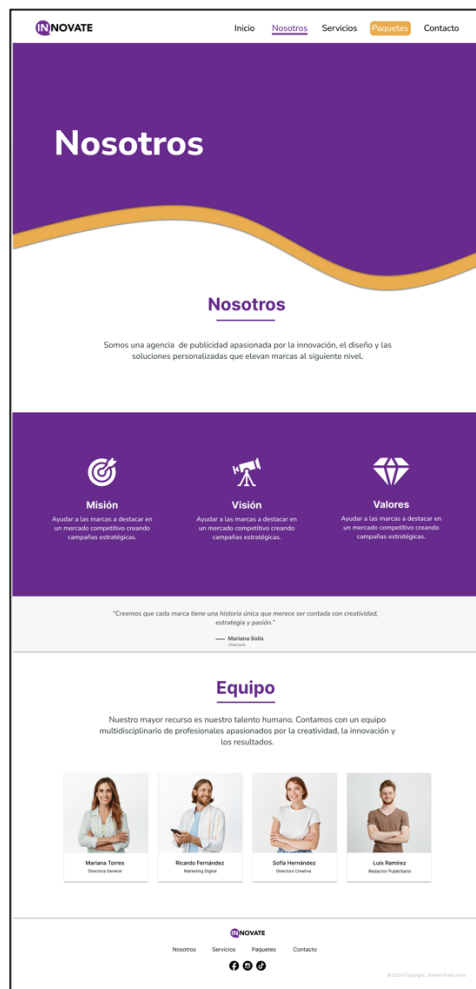 INNOVATE
Inicio
Nosotros
Servicios
Paquetes
Contacto
Nosotros
Nosotros
Somos una agencia de publicidad apasionada por la innovación, el diseño y las
soluciones personalizadas que elevan marcas al siguiente nivel.
Misión
Ayudar a las marcas a destacar en
un mercado competitivo creando
campañas estratégicas.
Visión
Ayudar a las marcas a destacar en
un mercado competitivo creando
campañas estratégicas.
Valores
Ayudar a las marcas a destacar en
un mercado competitivo creando
campañas estratégicas.
"Creemos que cada marca tiene una historia única que merece ser contada con creatividad,
estrategia y pasión."
— Mariana Solis
Directora
Equipo
Nuestro mayor recurso es nuestro talento humano. Contamos con un equipo
multidisciplinario de profesionales apasionados por la creatividad, la innovación y
los resultados.
Mariana Torres
Directora General
Ricardo Fernández
Marketing Digital
Sofía Hernández
Directora Creativa
Luis Ramírez
Redactor Publicitario
INNOVATE
Nosotros
Servicios
Paquetes
Contacto
© 2024 Copyright, Jimena Prago Arce